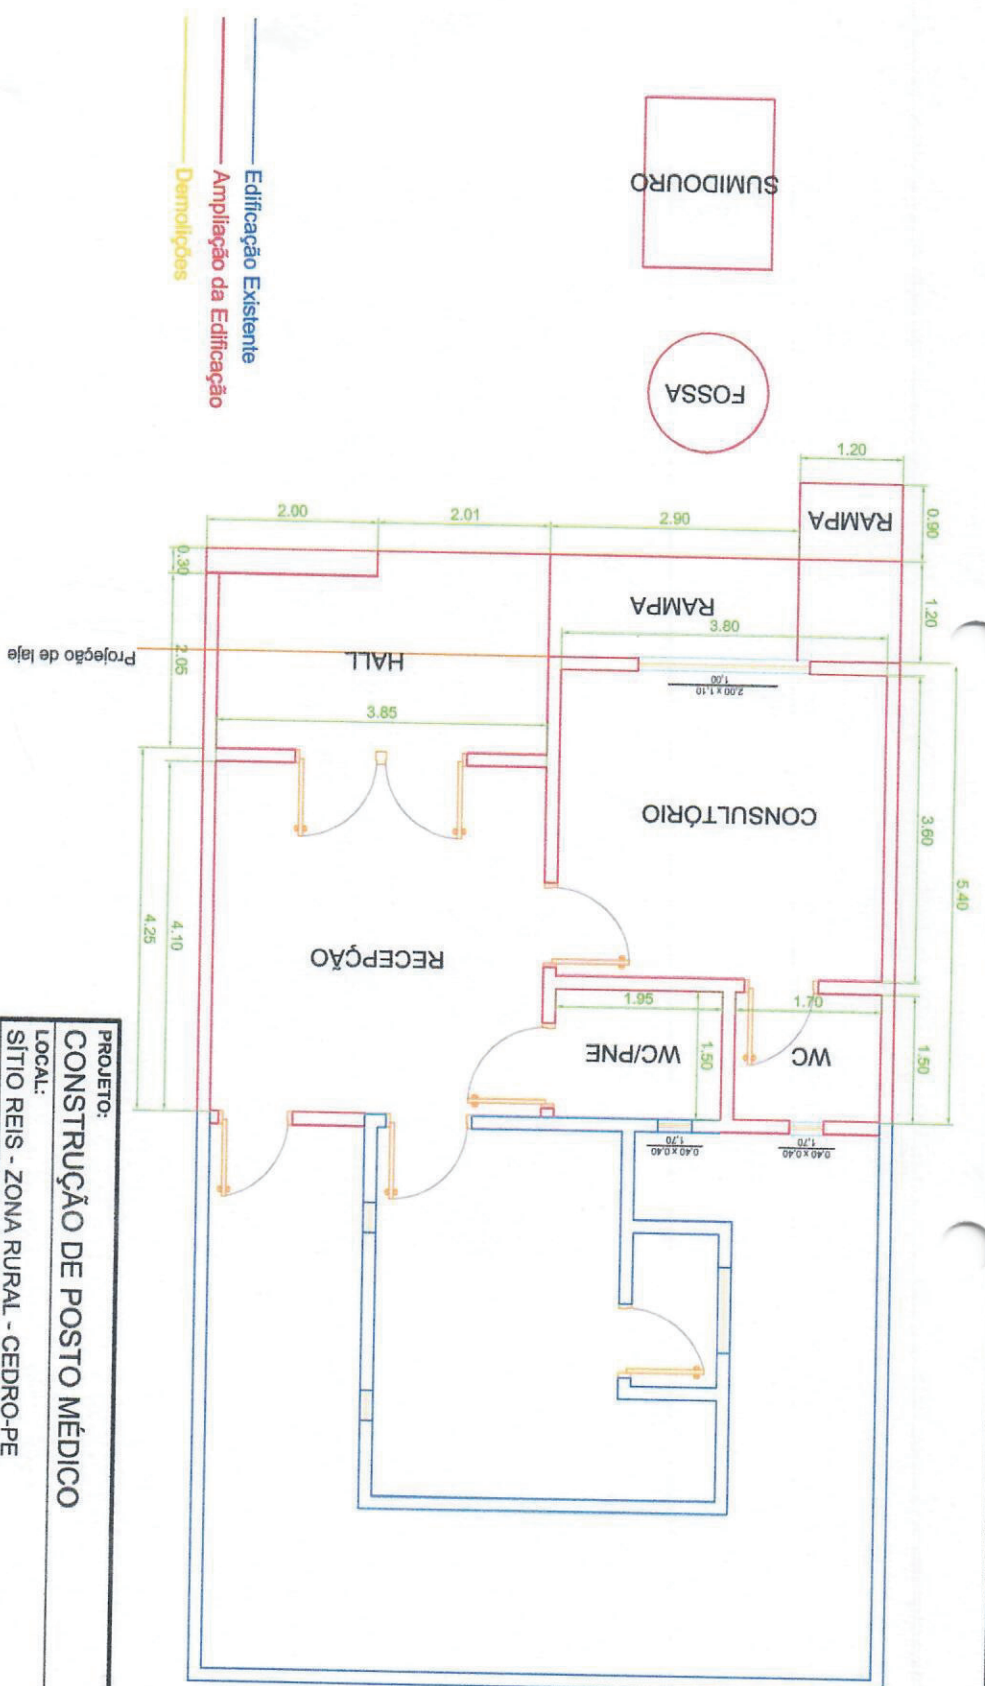 SUMIDOURO
FOSSA
Edificação Existente
Ampliação da Edificação
Demolições
1.20
RAMPA
0.90
2.00
2.01
2.90
0.30
2.05
RAMPA
1.20
3.80
HALL
Projeção de laje
2.00 x 1.10
1,00
3.85
CONSULTÓRIO
3.60
5.40
RECEPÇÃO
4.10
4.25
1.95
1.70
WC/PNE
1.50
WC
1.50
0.40 x 0.40
1,70
0.40 x 0.40
1,70
PROJETO:
CONSTRUÇÃO DE POSTO MÉDICO
LOCAL:
SÍTIO REIS - ZONA RURAL - CEDRO-PE